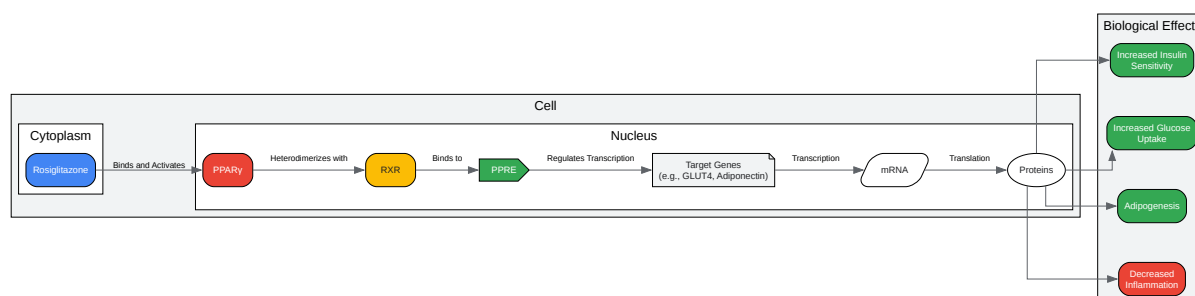 Biological Effect
Increased Insulin
Sensitivity
Cell
Cytoplasm
Nucleus
Increased Glucose
Uptake
Rosiglitazone
Binds and Activates
PPARγ
Heterodimerizes with
RXR
Binds to
PPRE
Regulates Transcription
Target Genes
(e.g., GLUT4, Adiponectin)
Transcription
mRNA
Translation
Proteins
Adipogenesis
Decreased
Inflammation